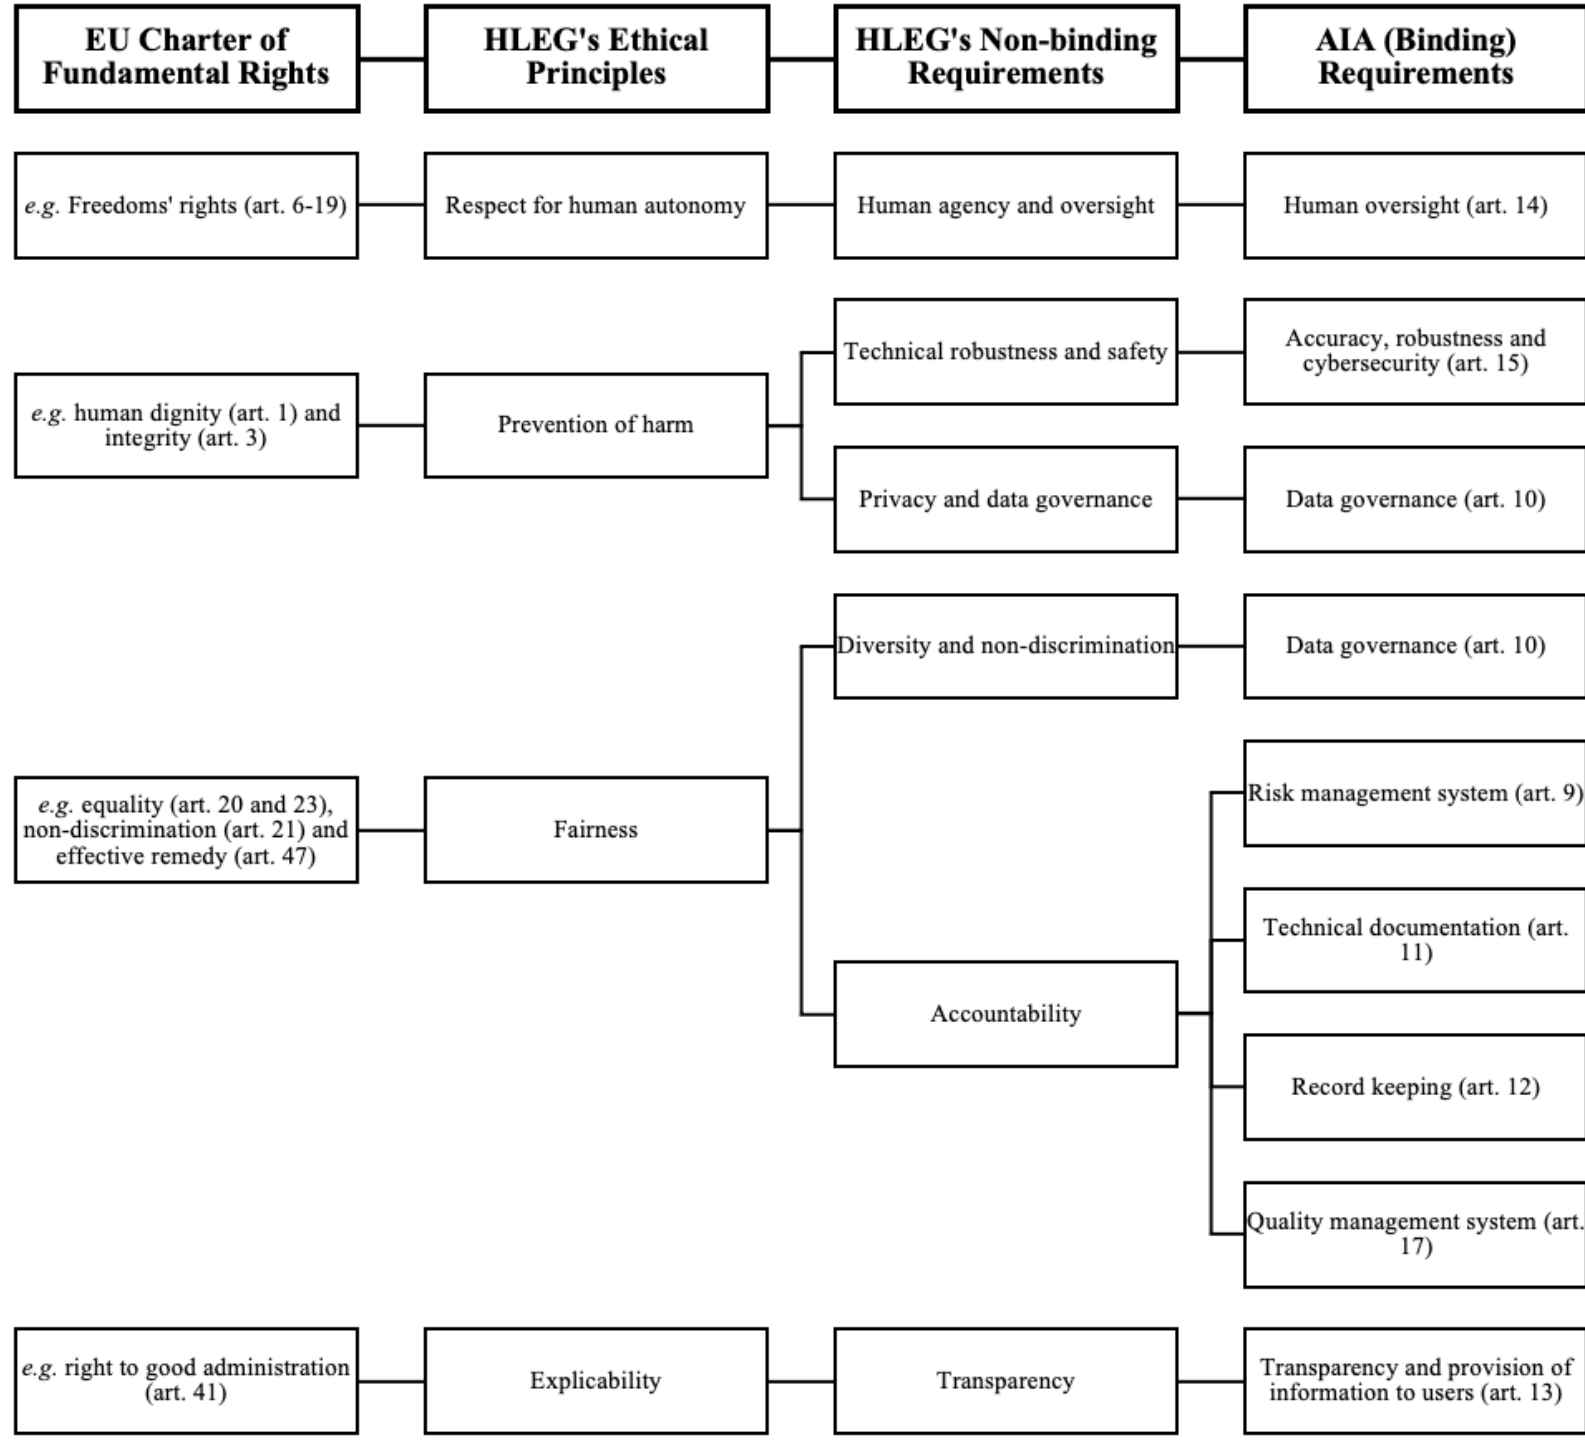 EU Charter of
Fundamental Rights
HLEG's Ethical
Principles
HLEG's Non-binding
Requirements
AIA (Binding)
Requirements
e.g. Freedoms' rights (art. 6-19)
Respect for human autonomy
Human agency and oversight
Human oversight (art. 14)
e.g. human dignity (art. 1) and
integrity (art. 3)
Prevention of harm
Technical robustness and safety
Accuracy, robustness and
cybersecurity (art. 15)
Privacy and data governance
Data governance (art. 10)
e.g. equality (art. 20 and 23),
non-discrimination (art. 21) and
effective remedy (art. 47)
Fairness
Diversity and non-discrimination
Data governance (art. 10)
Accountability
Risk management system (art. 9)
Technical documentation (art.
11)
Record keeping (art. 12)
Quality management system (art.
17)
e.g. right to good administration
(art. 41)
Explicability
Transparency
Transparency and provision of
information to users (art. 13)